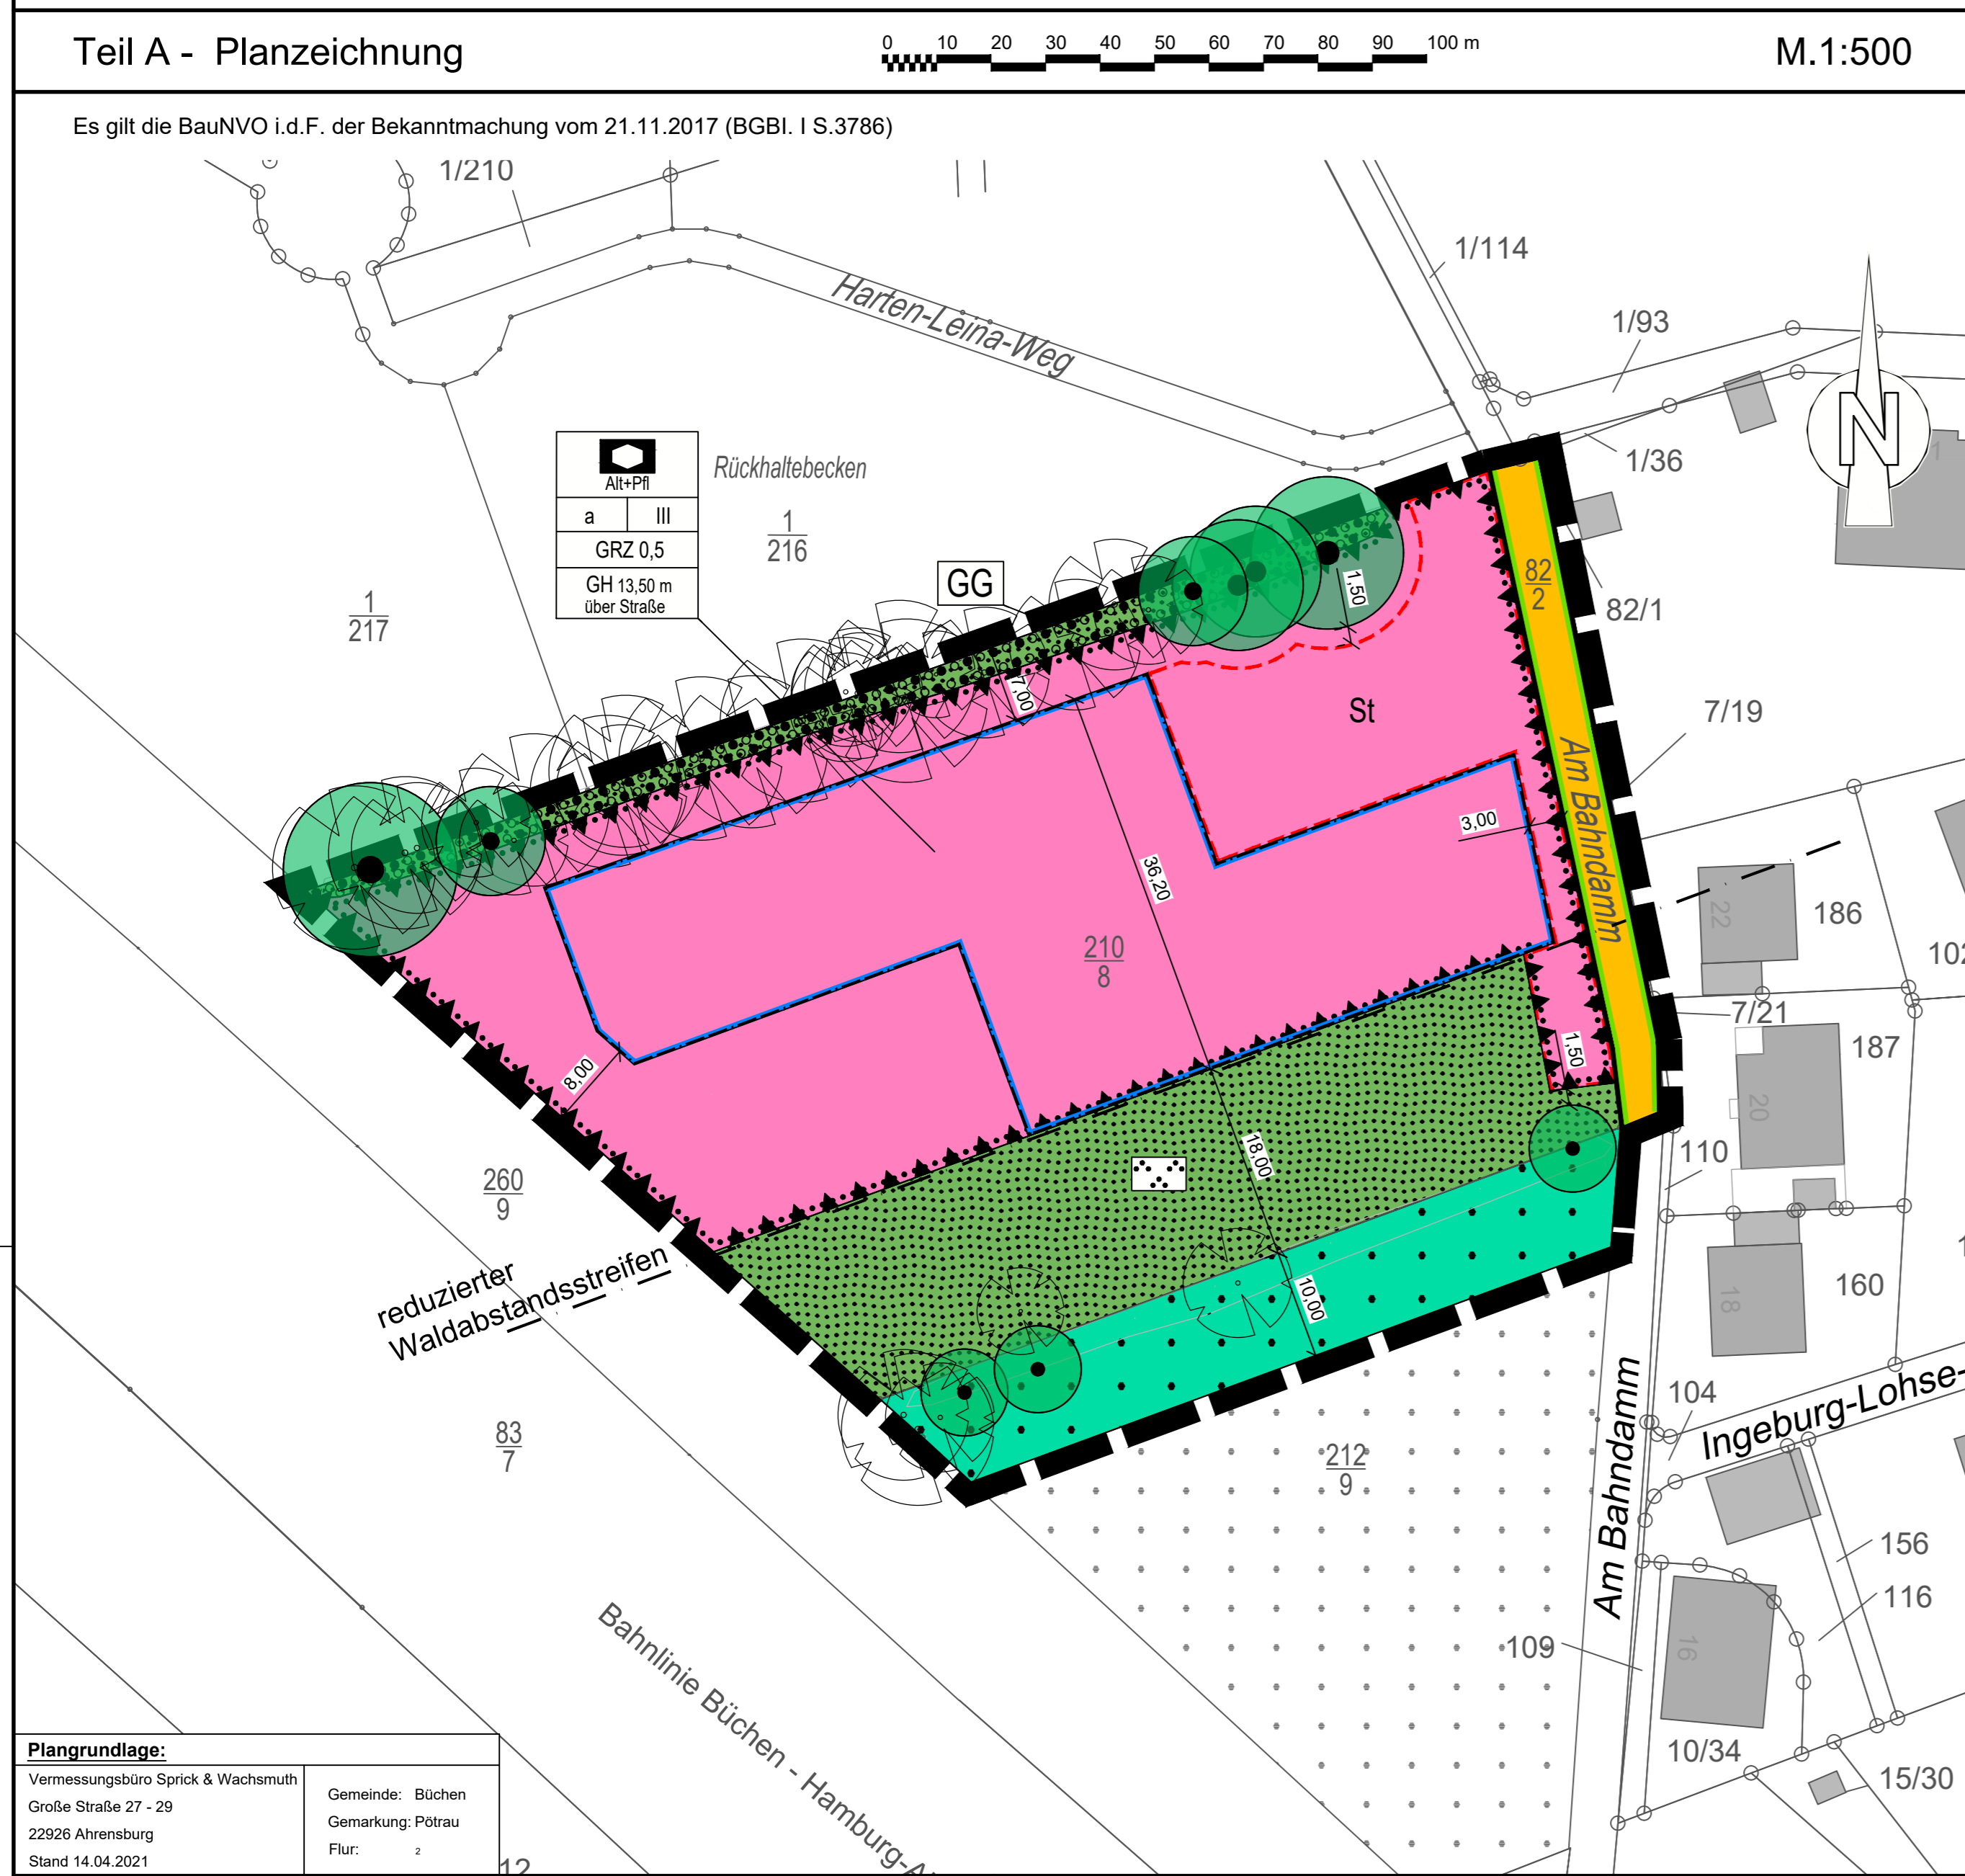 Teil A - Planzeichnung
0 10 20 30 40 50 60 70 80 90 100 m
M.1:500
Es gilt die BauNVO i.d.F. der Bekanntmachung vom 21.11.2017 (BGBl. I S.3786)
1/210
1/114
Harten-Leina-Weg
1/93
N
1
1/36
Alt+Pfl
a III
GRZ 0,5
GH 13,50 m
über Straße
Rückhaltebecken
1
216
GG
1
217
82
2
82/1
1,50
7,00
St
7/19
Am Bahndamm
3,00
36,20
22
186
210
8
7/21
187
8,00
1,50
20
18,00
110
260
9
reduzierter
Waldabstandsstreifen
10,00
18
160
83
7
212
9
Am Bahndamm
104
Ingeburg-Lohse-
156
116
109
16
10/34
15/30
Bahnlinie Büchen - Hamburg-A
Plangrundlage:
Vermessungsbüro Sprick & Wachsmuth
Große Straße 27 - 29
22926 Ahrensburg
Stand 14.04.2021
Gemeinde: Büchen
Gemarkung: Pötrau
Flur: 2